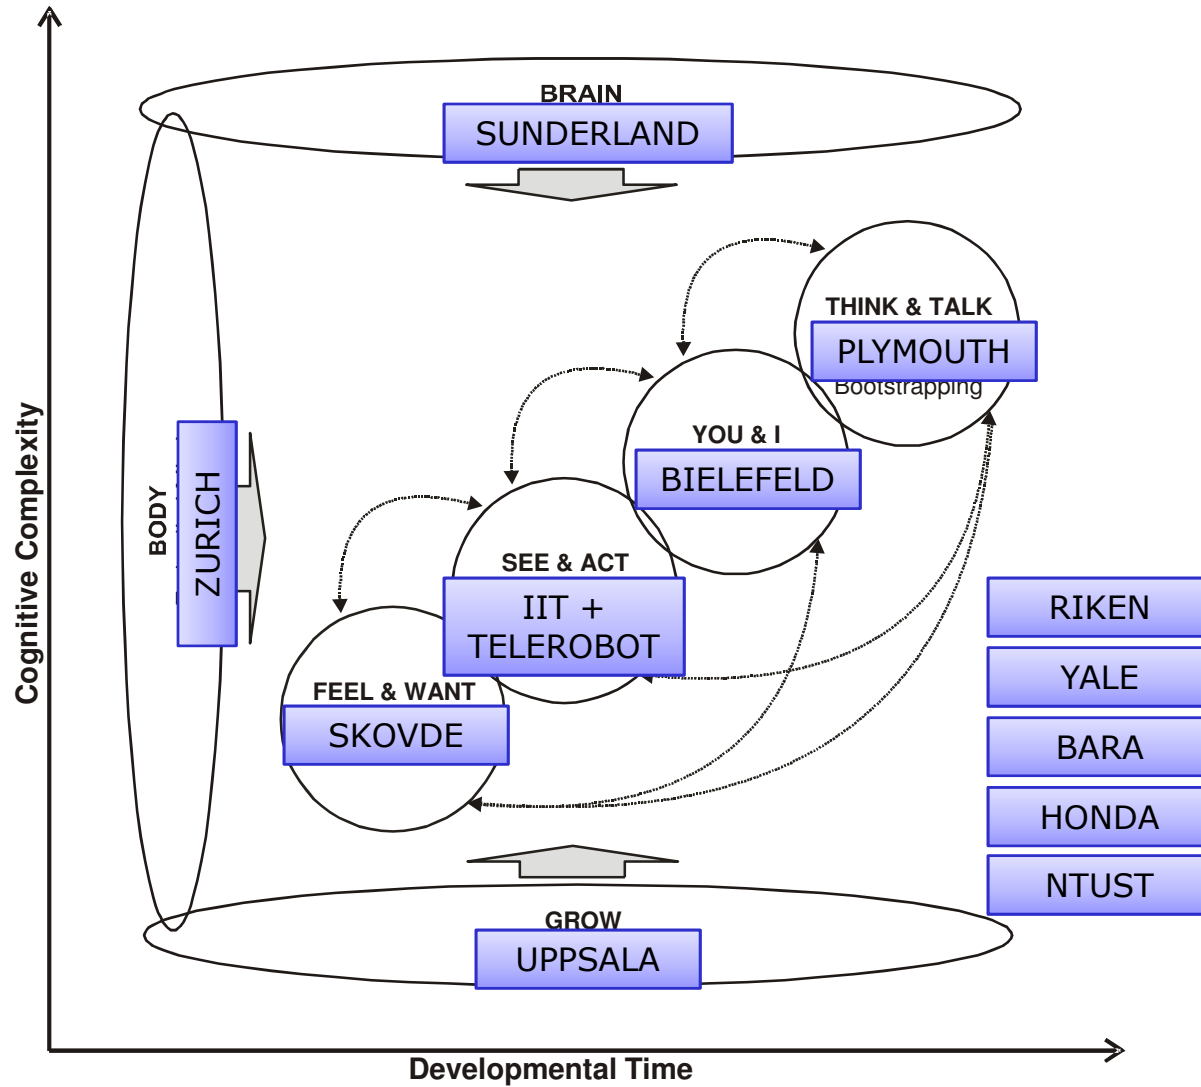 BRAIN
SUNDERLAND
THINK & TALK
PLYMOUTH
Bootstrapping
YOU & I
BIELEFELD
SEE & ACT
IIT +
TELEROBOT
FEEL & WANT
SKOVDE
BODY
ZURICH
Cognitive Complexity
RIKEN
YALE
BARA
HONDA
NTUST
GROW
UPPSALA
Developmental Time